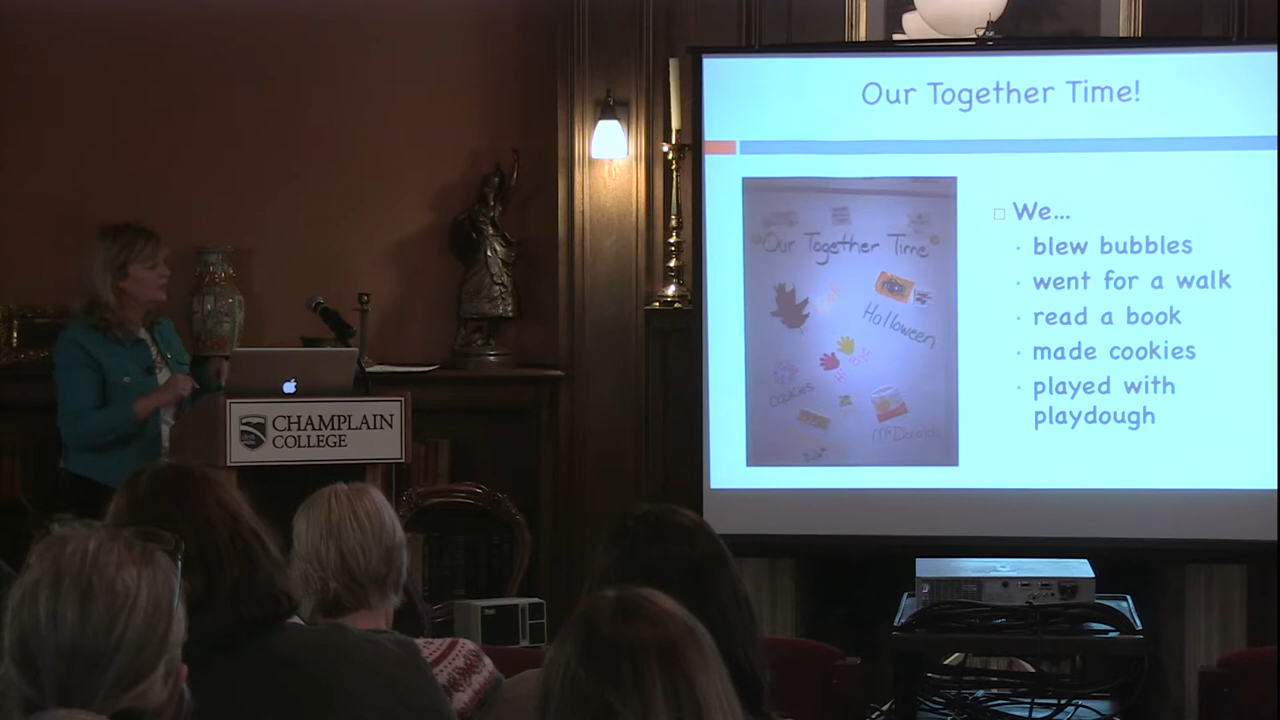 Our Together Time!
Our Together Time
Holloween
cookies
McDonalds
□ We...
· blew bubbles
· went for a walk
· read a book
· made cookies
· played with
playdough
CHAMPLAIN
COLLEGE